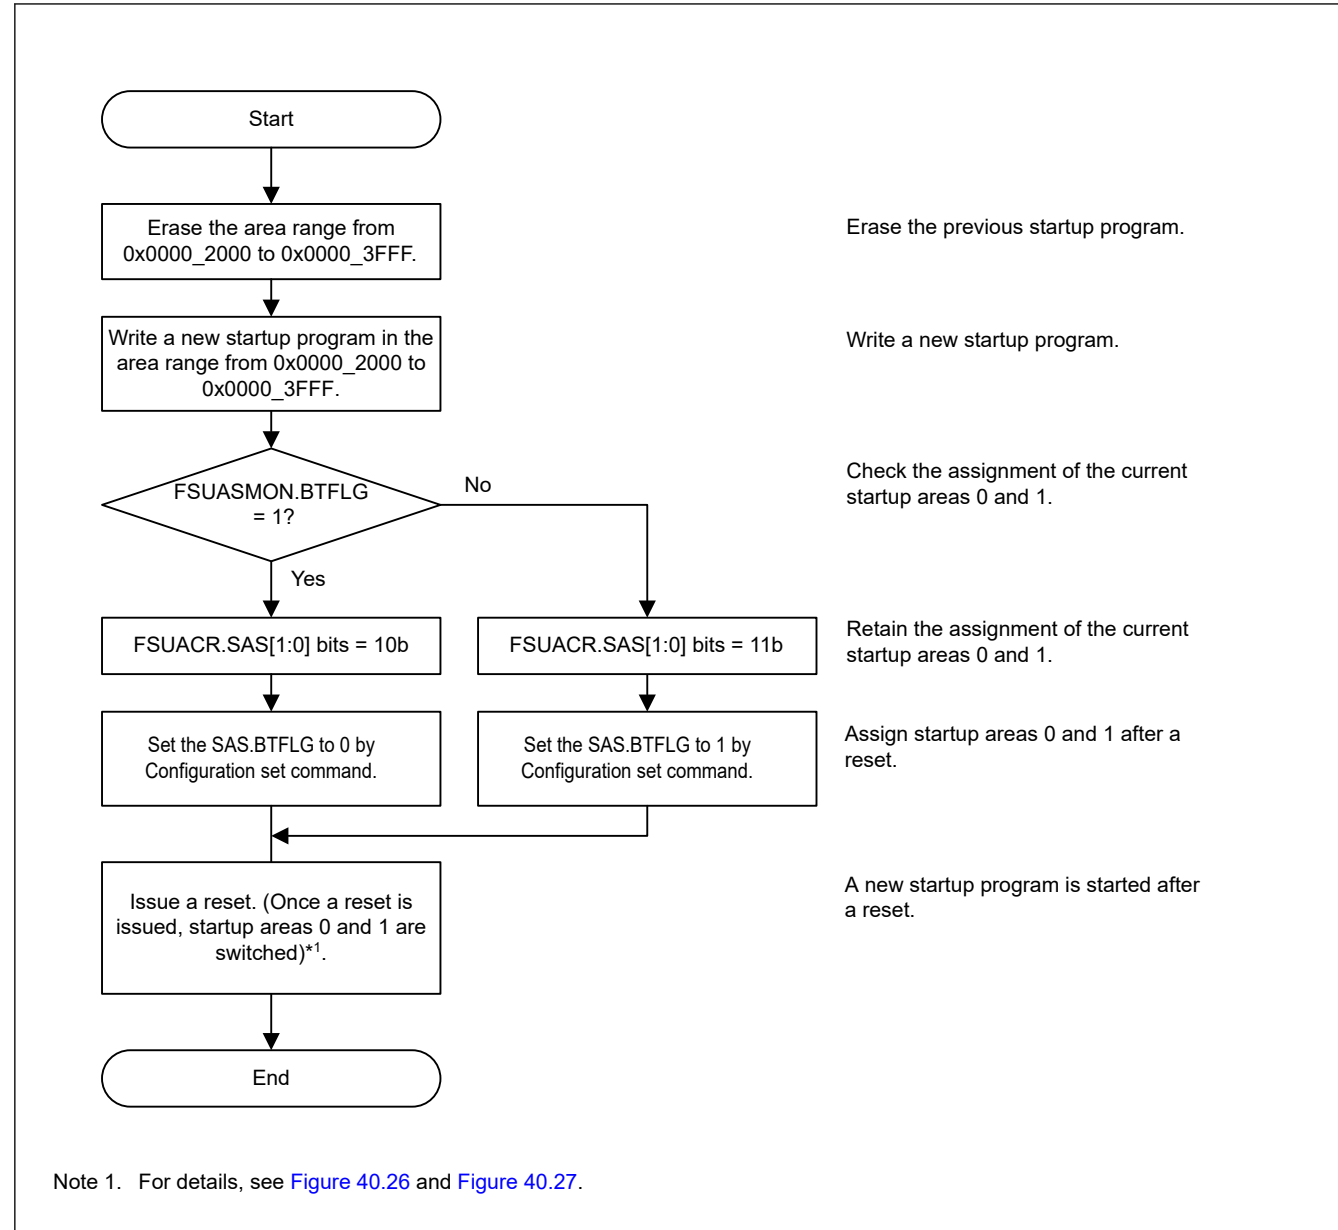 Start
Erase the area range from
0x0000_2000 to 0x0000_3FFF.
Erase the previous startup program.
Write a new startup program in the
area range from 0x0000_2000 to
0x0000_3FFF.
Write a new startup program.
FSUASMON.BTFLG
= 1?
No
Yes
Check the assignment of the current
startup areas 0 and 1.
FSUACR.SAS[1:0] bits = 10b
FSUACR.SAS[1:0] bits = 11b
Retain the assignment of the current
startup areas 0 and 1.
Set the SAS.BTFLG to 0 by
Configuration set command.
Set the SAS.BTFLG to 1 by
Configuration set command.
Assign startup areas 0 and 1 after a
reset.
Issue a reset. (Once a reset is
issued, startup areas 0 and 1 are
switched)*1.
A new startup program is started after
a reset.
End
Note 1. For details, see Figure 40.26 and Figure 40.27.